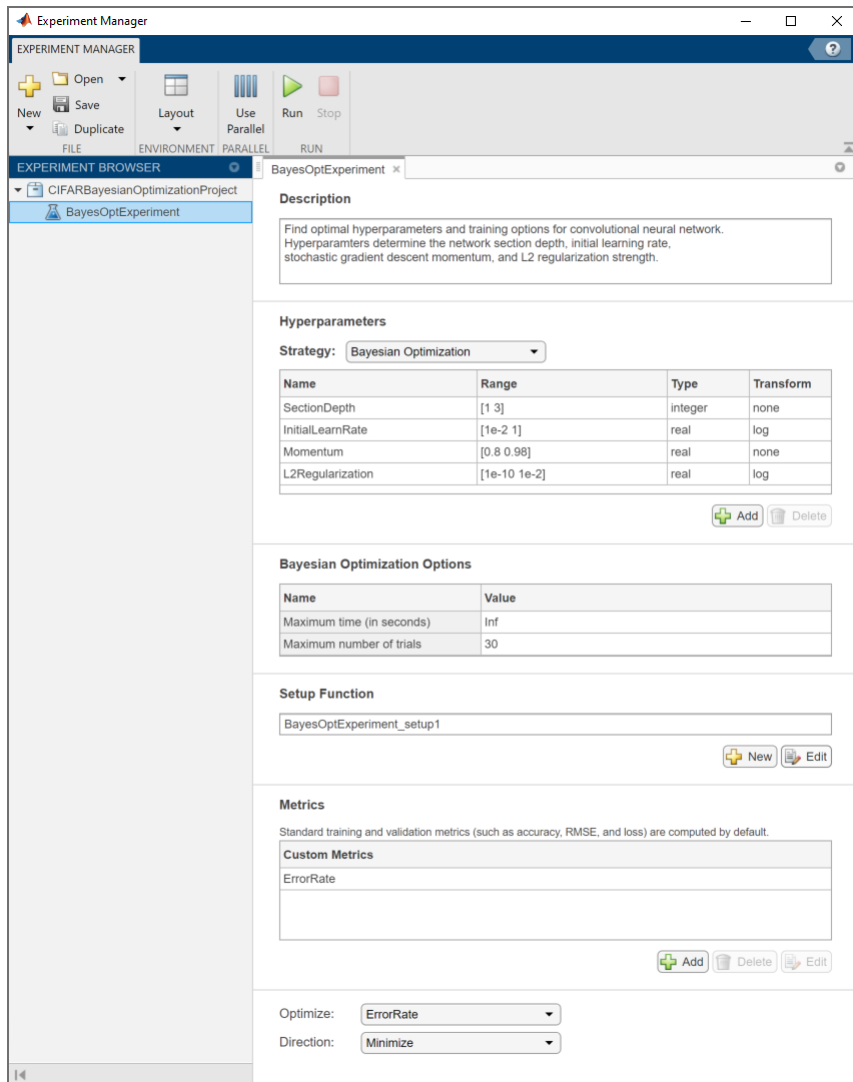 Experiment Manager
EXPERIMENT MANAGER
?
New
Open
Save
Duplicate
FILE
Layout
ENVIRONMENT
Use
Parallel
PARALLEL
Run
Stop
RUN
EXPERIMENT BROWSER
CIFARBayesianOptimizationProject
BayesOptExperiment
BayesOptExperiment
Description
Find optimal hyperparameters and training options for convolutional neural network.
Hyperparamters determine the network section depth, initial learning rate,
stochastic gradient descent momentum, and L2 regularization strength.
Hyperparameters
Strategy: Bayesian Optimization
Name Range Type Transform
SectionDepth [1 3] integer none
InitialLearnRate [1e-2 1] real log
Momentum [0.8 0.98] real none
L2Regularization [1e-10 1e-2] real log
Add Delete
Bayesian Optimization Options
Name Value
Maximum time (in seconds) Inf
Maximum number of trials 30
Setup Function
BayesOptExperiment_setup1
New Edit
Metrics
Standard training and validation metrics (such as accuracy, RMSE, and loss) are computed by default.
Custom Metrics
ErrorRate
Add Delete Edit
Optimize: ErrorRate
Direction: Minimize